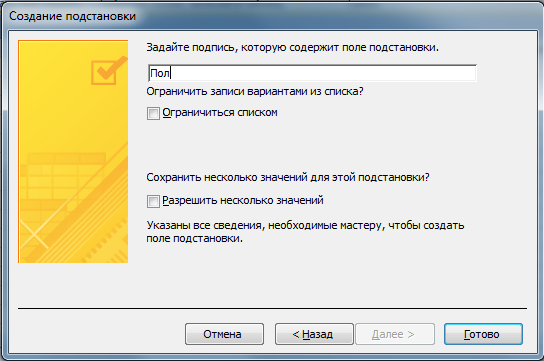 Создание подстановки
Задайте подпись, которую содержит поле подстановки.
Пол
Ограничить записи вариантами из списка?
Ограничиться списком
Сохранить несколько значений для этой подстановки?
Разрешить несколько значений
Указаны все сведения, необходимые мастеру, чтобы создать
поле подстановки.
Отмена
< Назад
Далее >
Готово